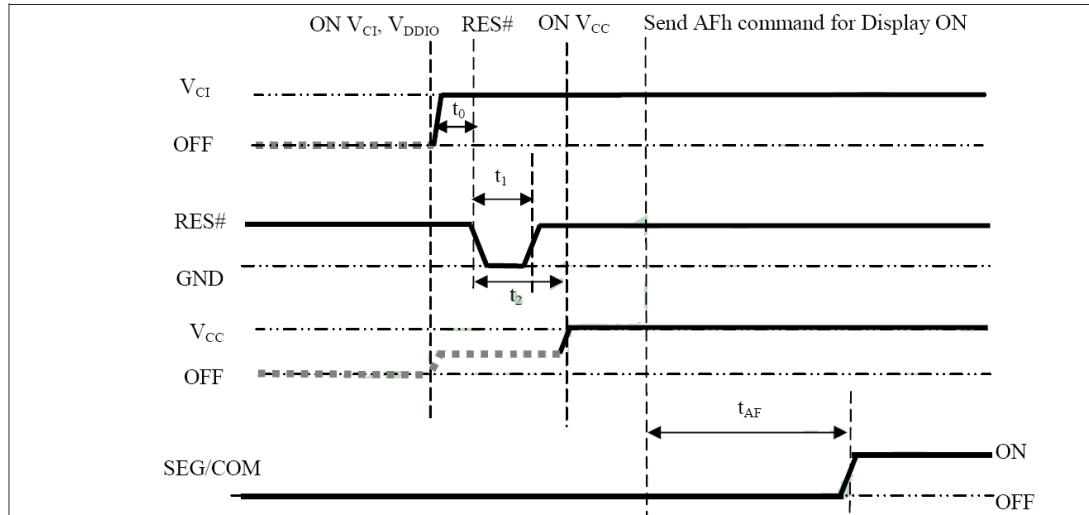 ON VCI, VDDIO RES# ON VCC Send AFh command for Display ON
VCI
t0
OFF
t1
RES#
GND
t2
VCC
OFF
tAF
SEG/COM
ON
OFF